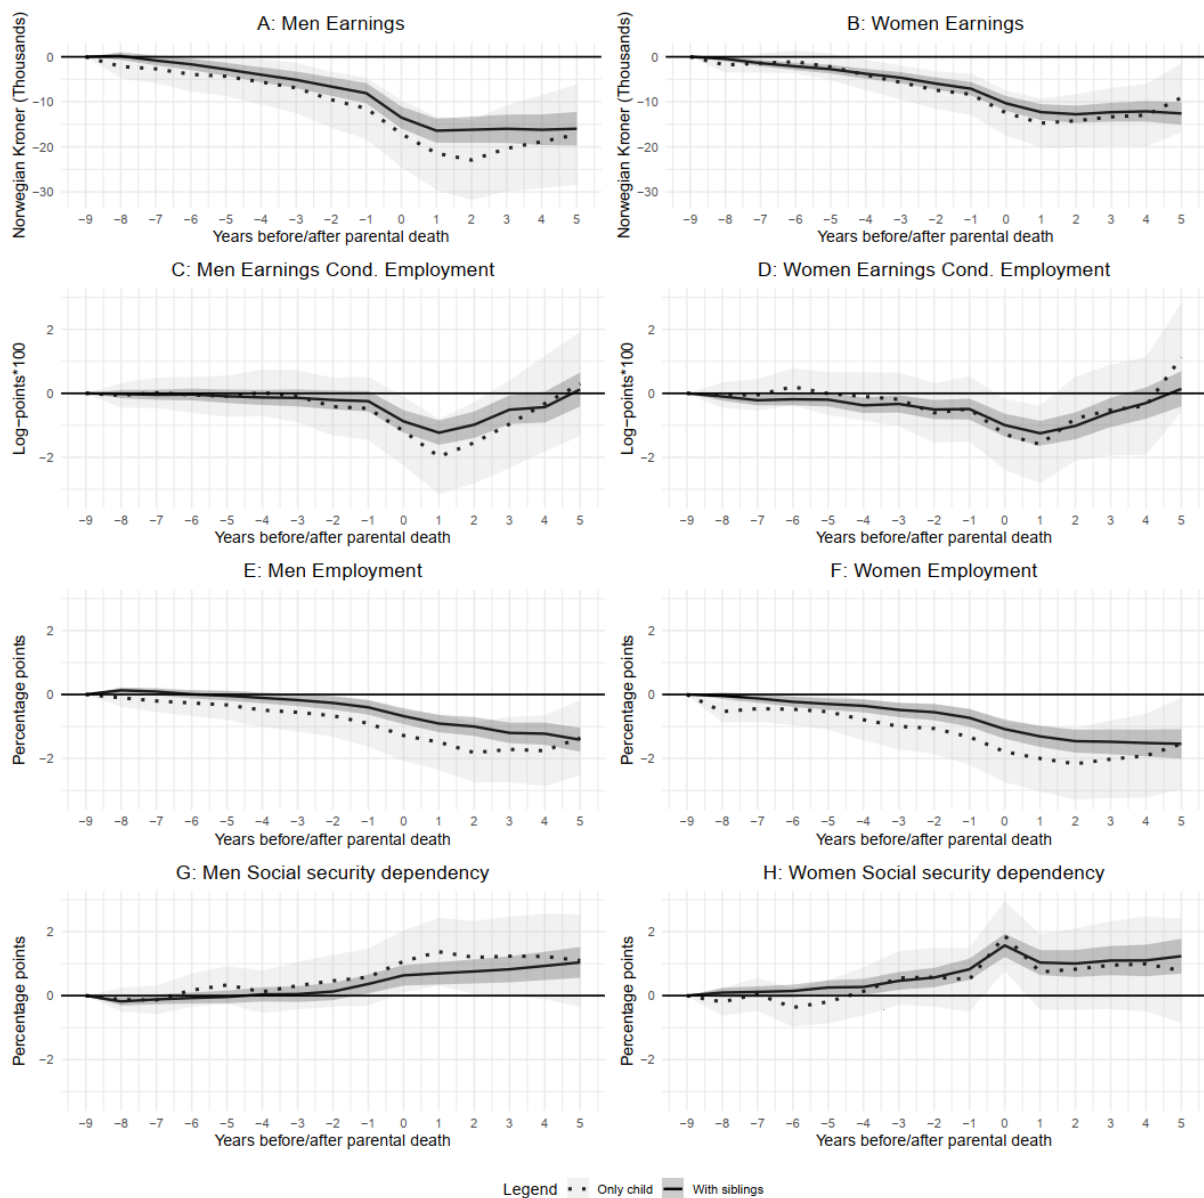 A: Men Earnings
Norwegian Kroner (Thousands)
0
−10
−20
−30
−9 −8 −7 −6 −5 −4 −3 −2 −1 0 1 2 3 4 5
Years before/after parental death
B: Women Earnings
Norwegian Kroner (Thousands)
0
−10
−20
−30
−9 −8 −7 −6 −5 −4 −3 −2 −1 0 1 2 3 4 5
Years before/after parental death
C: Men Earnings Cond. Employment
Log−points*100
2
0
−2
−9 −8 −7 −6 −5 −4 −3 −2 −1 0 1 2 3 4 5
Years before/after parental death
D: Women Earnings Cond. Employment
Log−points*100
2
0
−2
−9 −8 −7 −6 −5 −4 −3 −2 −1 0 1 2 3 4 5
Years before/after parental death
E: Men Employment
Percentage points
2
0
−2
−9 −8 −7 −6 −5 −4 −3 −2 −1 0 1 2 3 4 5
Years before/after parental death
F: Women Employment
Percentage points
2
0
−2
−9 −8 −7 −6 −5 −4 −3 −2 −1 0 1 2 3 4 5
Years before/after parental death
G: Men Social security dependency
Percentage points
2
0
−2
−9 −8 −7 −6 −5 −4 −3 −2 −1 0 1 2 3 4 5
Years before/after parental death
H: Women Social security dependency
Percentage points
2
0
−2
−9 −8 −7 −6 −5 −4 −3 −2 −1 0 1 2 3 4 5
Years before/after parental death
Legend Only child With siblings